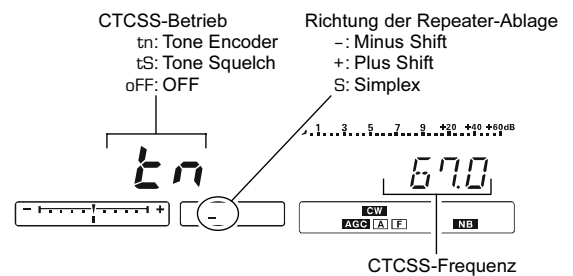 CTCSS-Betrieb
tn: Tone Encoder
tS: Tone Squelch
oFF: OFF
Richtung der Repeater-Ablage
–: Minus Shift
+: Plus Shift
S: Simplex
1 3 5 7 9 +20 +40 +60dB
tn
67.0
– +
–
CW
AGC A F NB
CTCSS-Frequenz